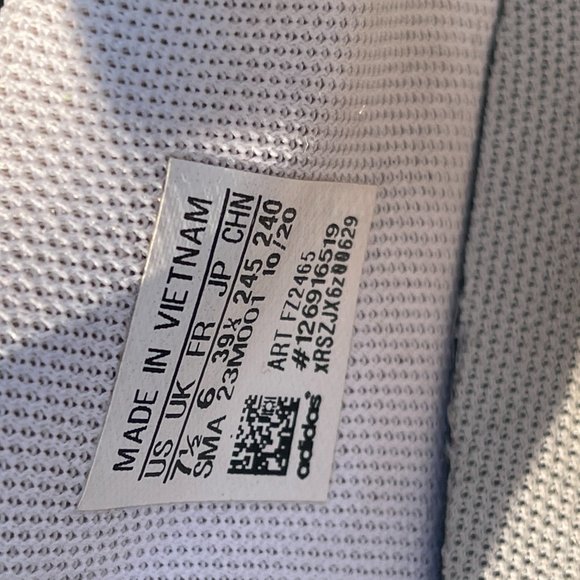 MADE IN VIETNAM
US UK FR JP CHN
7½ 6 39⅓ 245 240
SMA 23M001 10/20
ART FZ2465
#126916519
xRSZJX6z00629
adidas